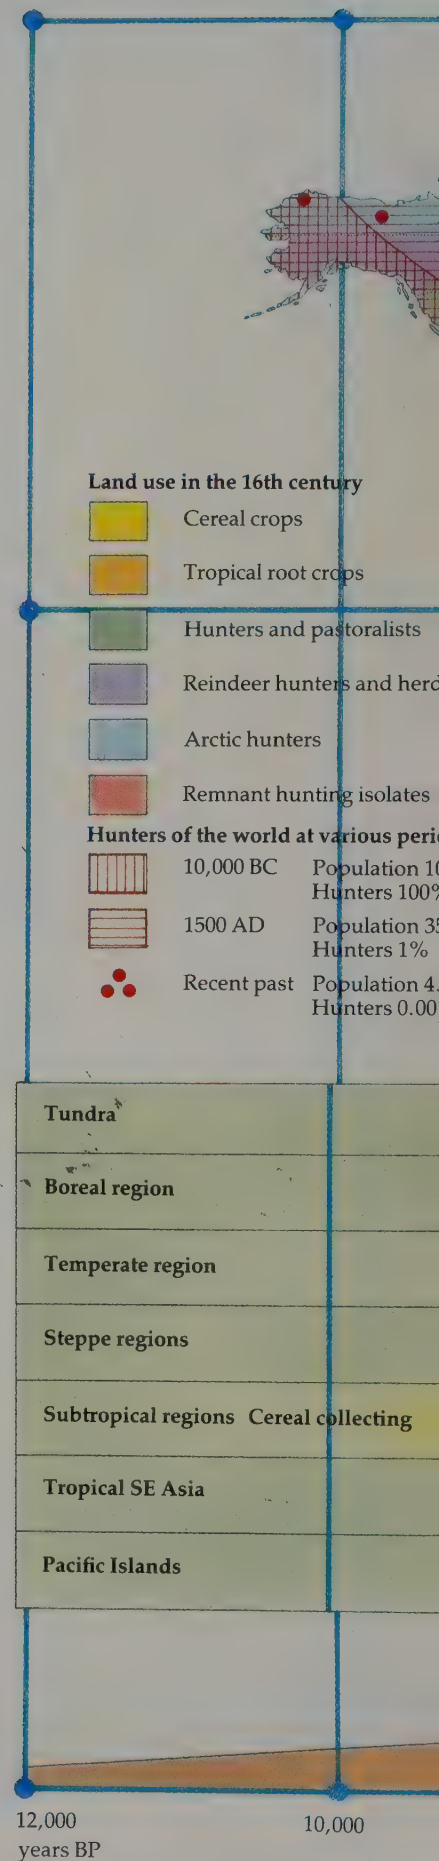 Land use in the 16th century
Cereal crops
Tropical root crops
Hunters and pastoralists
Reindeer hunters and herd
Arctic hunters
Remnant hunting isolates
Hunters of the world at various peri
10,000 BC Population 10
Hunters 100%
1500 AD Population 35
Hunters 1%
Recent past Population 4.
Hunters 0.00
Tundra
Boreal region
Temperate region
Steppe regions
Subtropical regions Cereal collecting
Tropical SE Asia
Pacific Islands
12,000 10,000
years BP